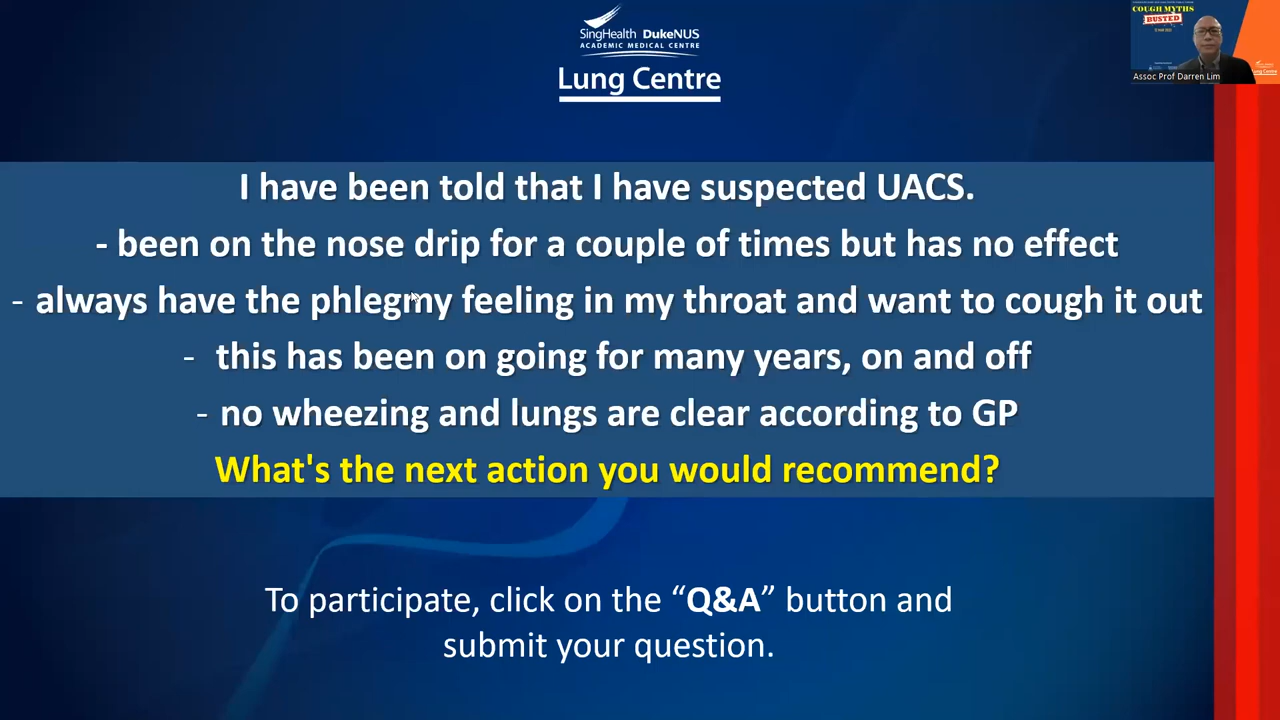 SingHealth DukeNUS
ACADEMIC MEDICAL CENTRE
Lung Centre
COUGH MYTHS
BUSTED
Assoc Prof Darren Lim
I have been told that I have suspected UACS.
- been on the nose drip for a couple of times but has no effect
- always have the phlegmy feeling in my throat and want to cough it out
- this has been on going for many years, on and off
- no wheezing and lungs are clear according to GP
What's the next action you would recommend?
To participate, click on the “Q&A” button and
submit your question.